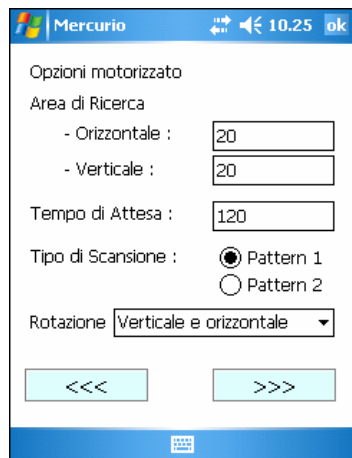 Mercurio 10.25 ok
Opzioni motorizzato
Area di Ricerca
- Orizzontale : 20
- Verticale : 20
Tempo di Attesa : 120
Tipo di Scansione : Pattern 1
Pattern 2
Rotazione Verticale e orizzontale
<<< >>>